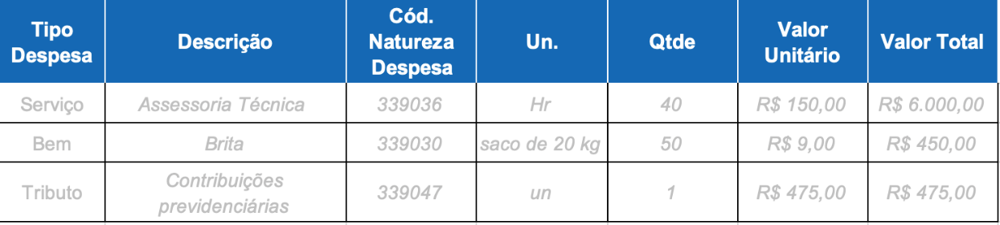 Tipo Despesa Descrição Cód. Natureza Despesa Un. Qtde Valor Unitário Valor Total
Serviço Assessoria Técnica 339036 Hr 40 R$ 150,00 R$ 6.000,00
Bem Brita 339030 saco de 20 kg 50 R$ 9,00 R$ 450,00
Tributo Contribuições previdenciárias 339047 un 1 R$ 475,00 R$ 475,00